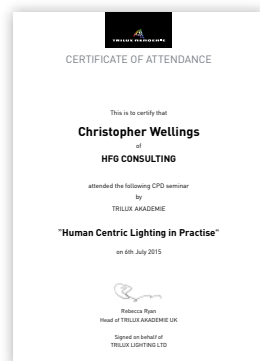 TRILUX AKADEMIE
CERTIFICATE OF ATTENDANCE
This is to certify that
Christopher Wellings
of
HFG CONSULTING
attended the following CPD seminar
by
TRILUX AKADEMIE
"Human Centric Lighting in Practise"
on 6th July 2015
Rebecca Ryan
Head of TRILUX AKADEMIE UK
Signed on behalf of
TRILUX LIGHTING LTD